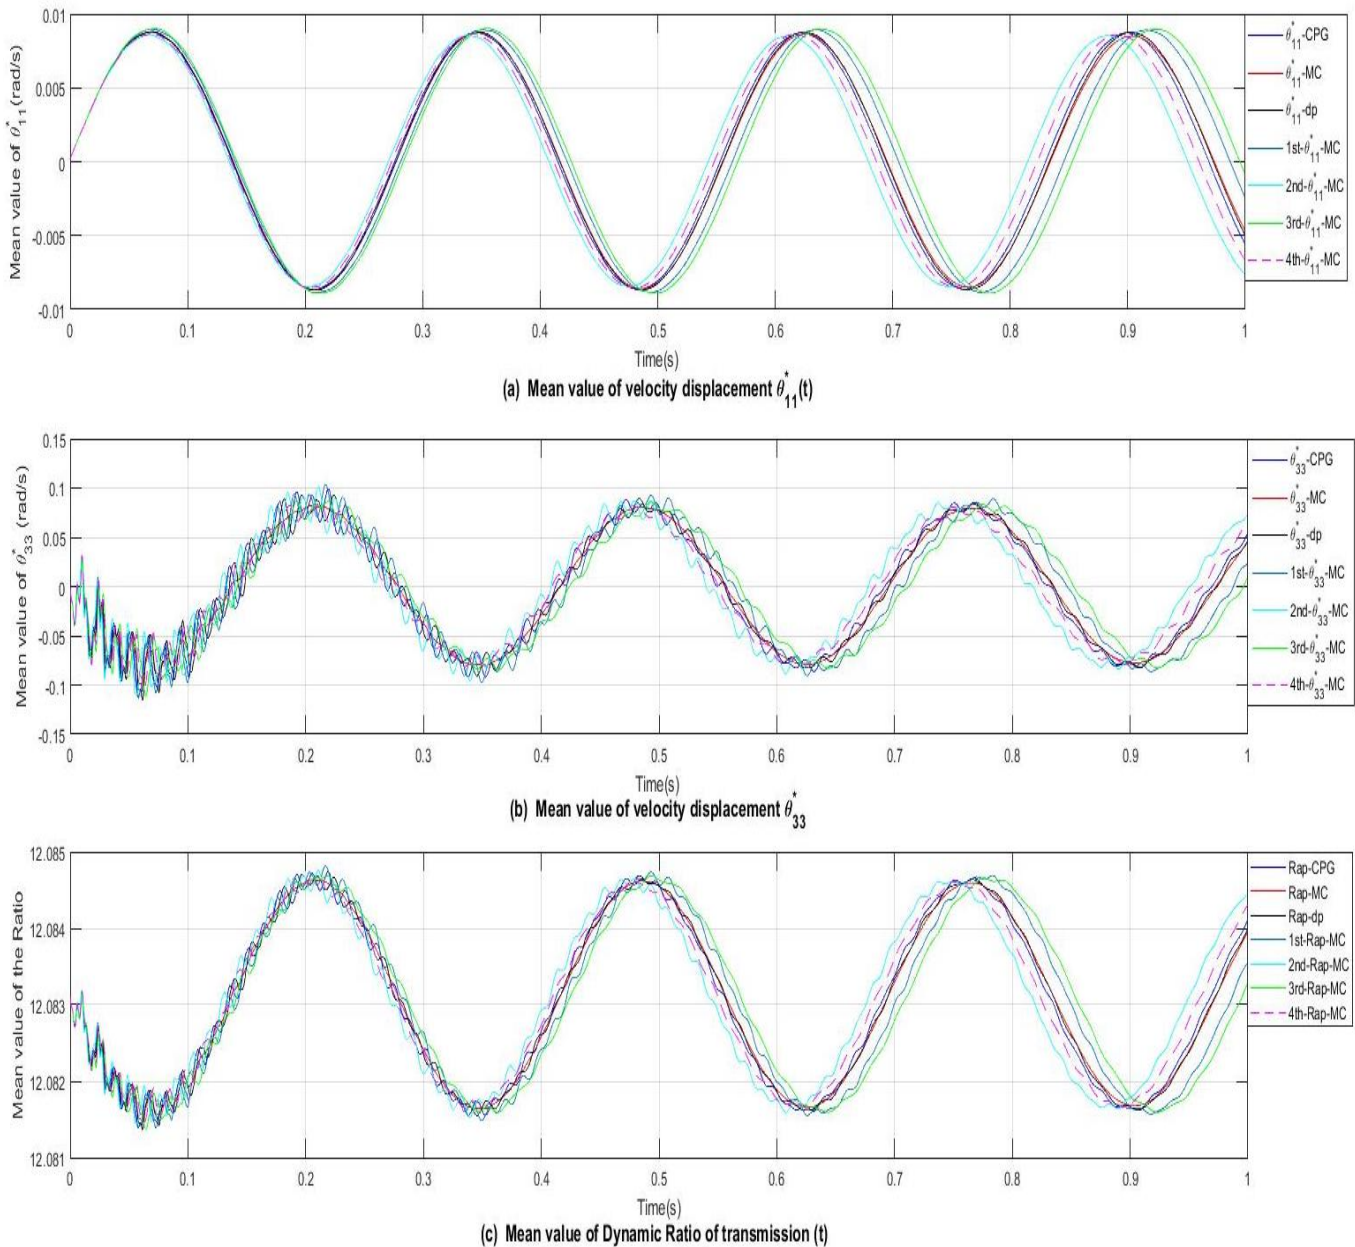 0.01
0.005
0
-0.005
-0.01
Mean value of θ*11(rad/s)
0 0.1 0.2 0.3 0.4 0.5 0.6 0.7 0.8 0.9 1
Time(s)
θ*11-CPG
θ*11-MC
θ*11-dp
1st-θ*11-MC
2nd-θ*11-MC
3rd-θ*11-MC
4th-θ*11-MC
(a) Mean value of velocity displacement θ*11(t)
0.15
0.1
0.05
0
-0.05
-0.1
-0.15
Mean value of θ*33 (rad/s)
0 0.1 0.2 0.3 0.4 0.5 0.6 0.7 0.8 0.9 1
Time(s)
θ*33-CPG
θ*33-MC
θ*33-dp
1st-θ*33-MC
2nd-θ*33-MC
3rd-θ*33-MC
4th-θ*33-MC
(b) Mean value of velocity displacement θ*33
12.085
12.084
12.083
12.082
12.081
Mean value of the Ratio
0 0.1 0.2 0.3 0.4 0.5 0.6 0.7 0.8 0.9 1
Time(s)
Rap-CPG
Rap-MC
Rap-dp
1st-Rap-MC
2nd-Rap-MC
3rd-Rap-MC
4th-Rap-MC
(c) Mean value of Dynamic Ratio of transmission (t)